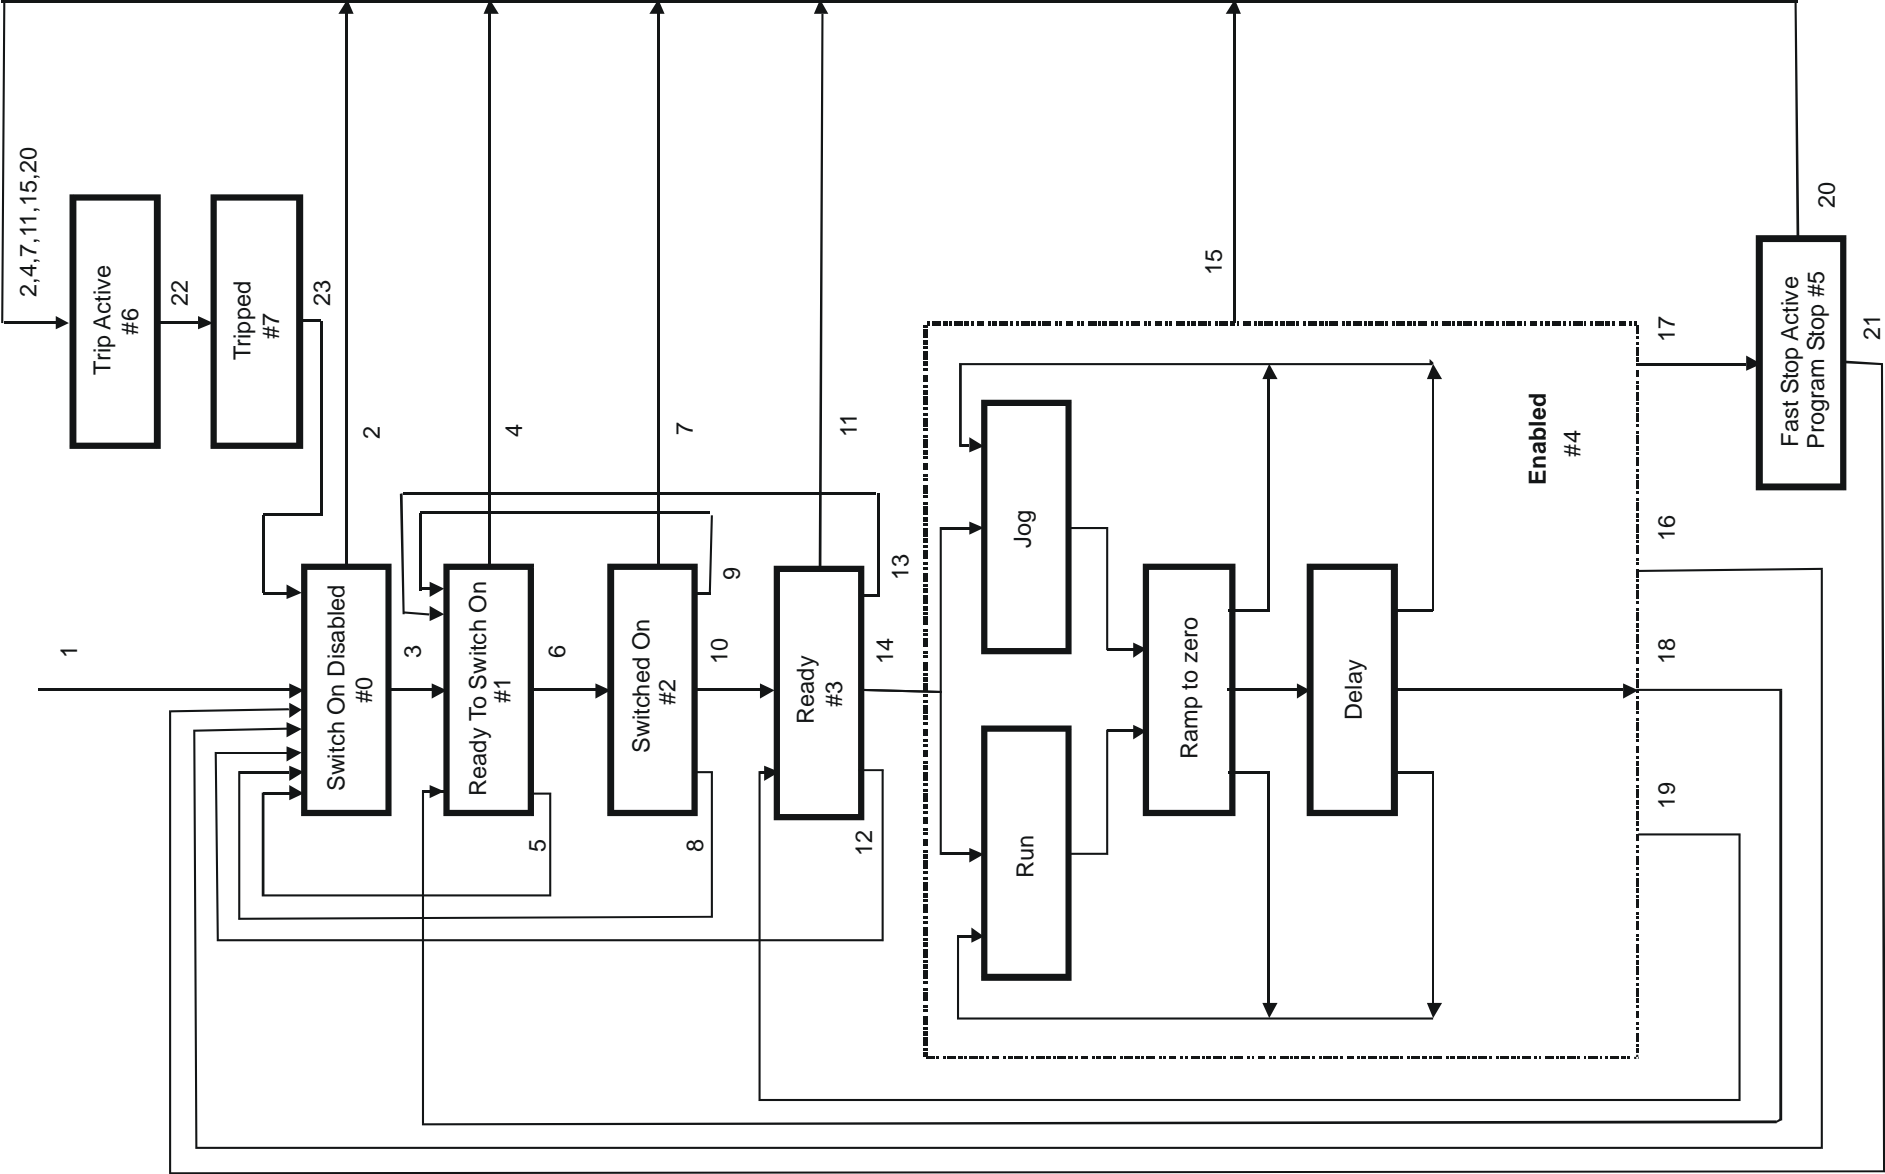 1
2,4,7,11,15,20
Trip Active
#6
22
Tripped
#7
23
Switch On Disabled
#0
2
3
Ready To Switch On
#1
4
5
6
Switched On
#2
7
8
9
10
Ready
#3
11
12
13
14
Run
Jog
Ramp to zero
Delay
Enabled
#4
15
16
17
18
19
Fast Stop Active
Program Stop #5
20
21